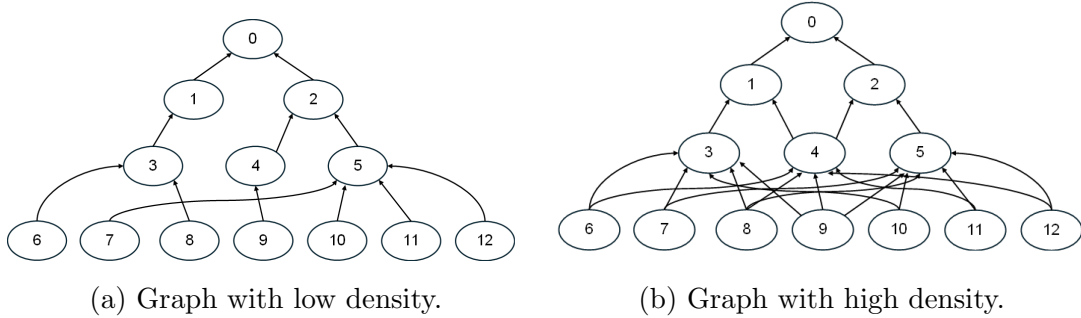 0 0
1 2 1 2
3 4 5 3 4 5
6 7 8 9 10 11 12 6 7 8 9 10 11 12
(a) Graph with low density. (b) Graph with high density.